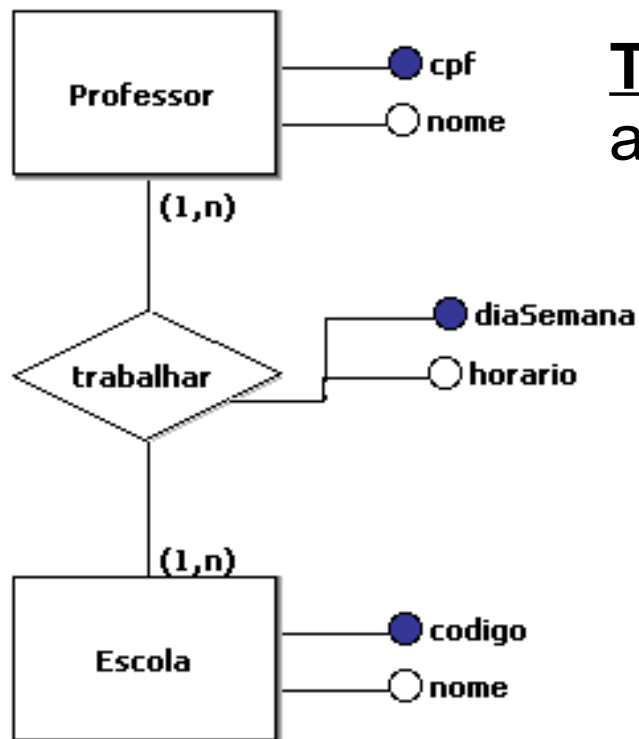 cpf
Professor
nome
T
a
(1,n)
diaSemana
trabalhar
horario
(1,n)
codigo
Escola
nome